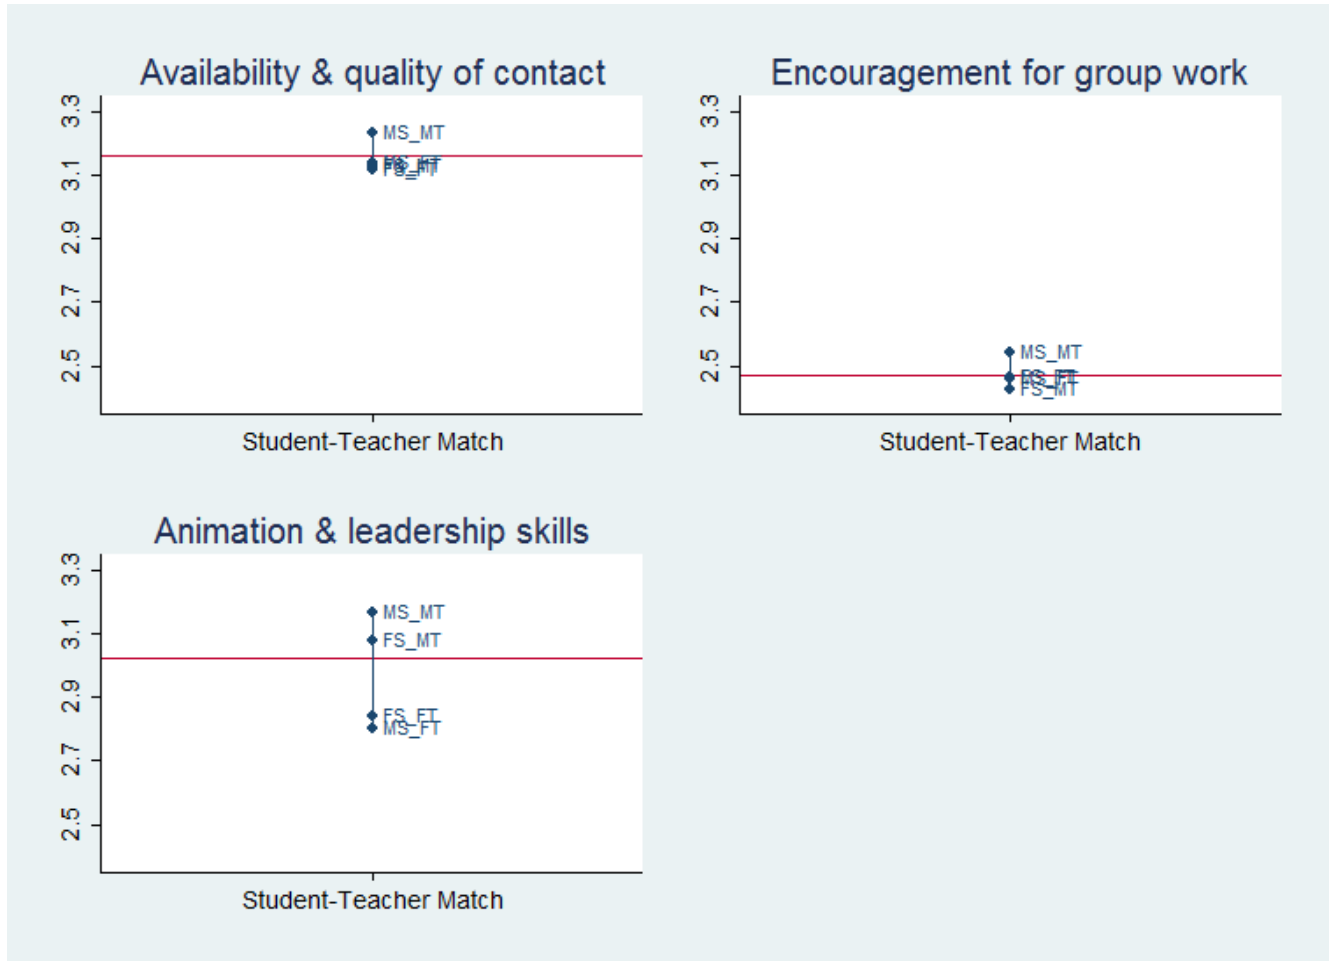 Availability & quality of contact
3.3
3.1
2.9
2.7
2.5
MS_MT
FS_FT
Student-Teacher Match
Encouragement for group work
3.3
3.1
2.9
2.7
2.5
MS_MT
FS_MT
Student-Teacher Match
Animation & leadership skills
3.3
3.1
2.9
2.7
2.5
MS_MT
FS_MT
FS_FT
MS_FT
Student-Teacher Match